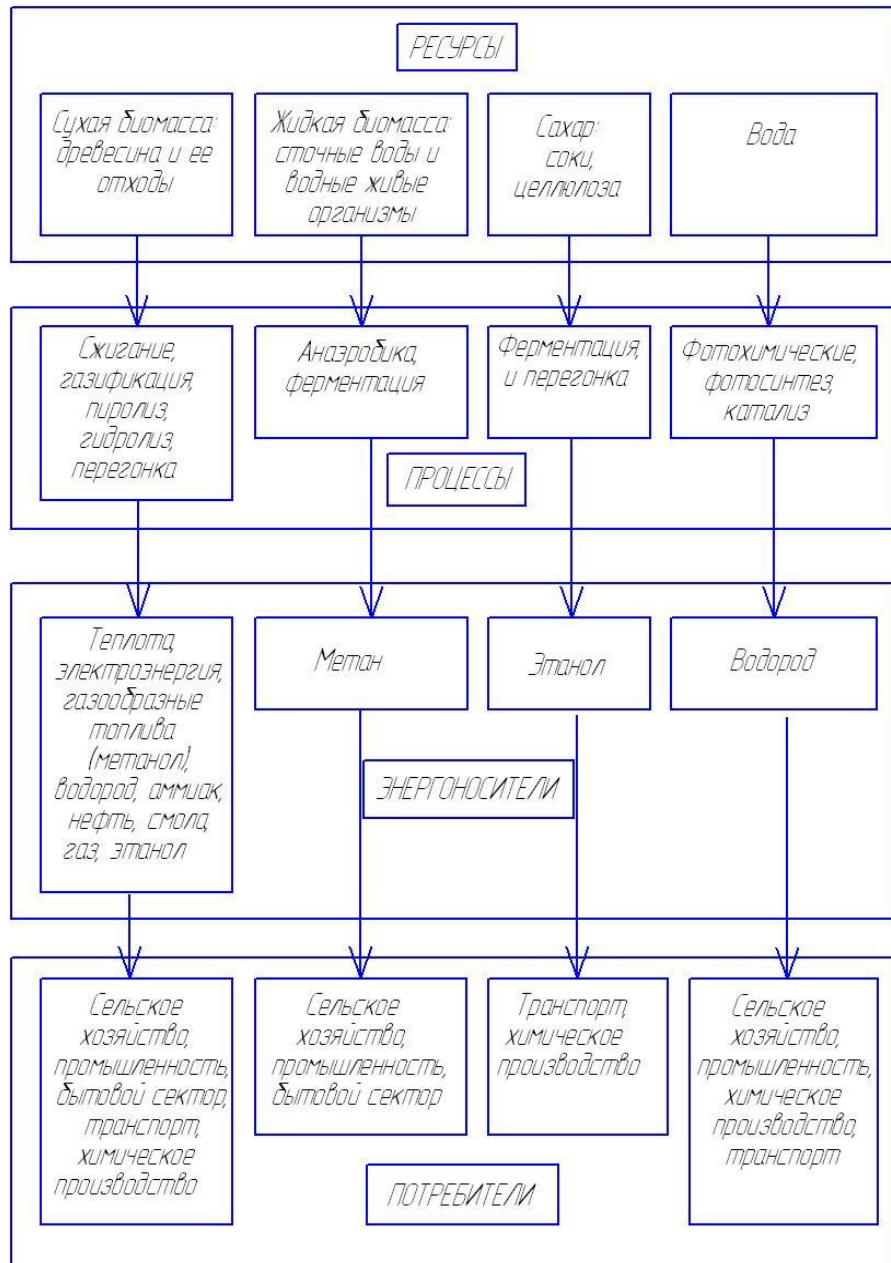 РЕСУРСЫ
Сухая биомасса:
древесина и ее
отходы
Жидкая биомасса:
сточные воды и
водные живые
организмы
Сахар:
соки,
целлюлоза
Вода
Сжигание,
газификация,
пиролиз,
гидролиз,
перегонка
Анаэробика,
ферментация
Ферментация,
и перегонка
Фотохимические,
фотосинтез,
катализ
ПРОЦЕССЫ
Теплота,
электроэнергия,
газообразные
топлива
(метанол),
водород, аммиак,
нефть, смола,
газ, этанол
Метан
Этанол
Водород
ЭНЕРГОНОСИТЕЛИ
Сельское
хозяйство,
промышленность,
бытовой сектор,
транспорт,
химическое
производство
Сельское
хозяйство,
промышленность,
бытовой сектор
Транспорт,
химическое
производство
Сельское
хозяйство,
промышленность,
химическое
производство,
транспорт
ПОТРЕБИТЕЛИ